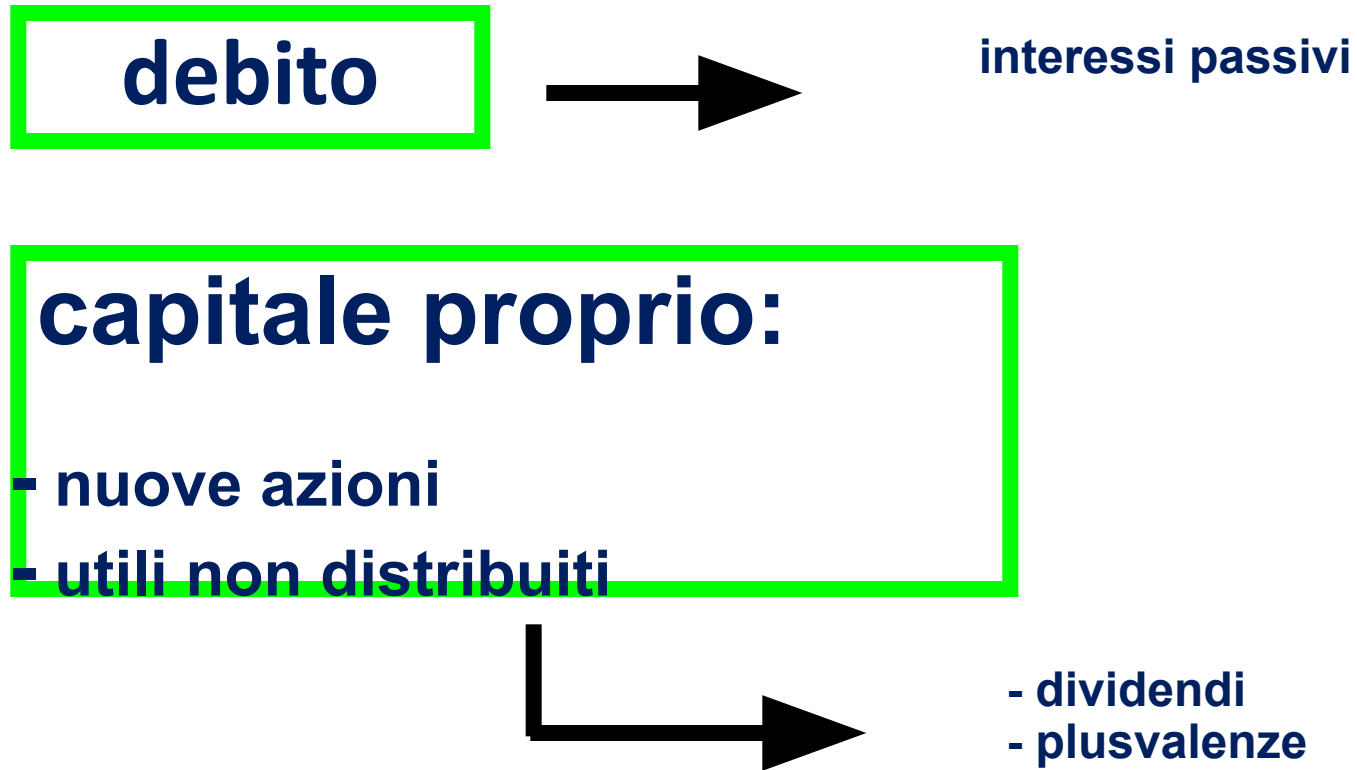 debito
interessi passivi
capitale proprio:
- nuove azioni
- utili non distribuiti
- dividendi
- plusvalenze